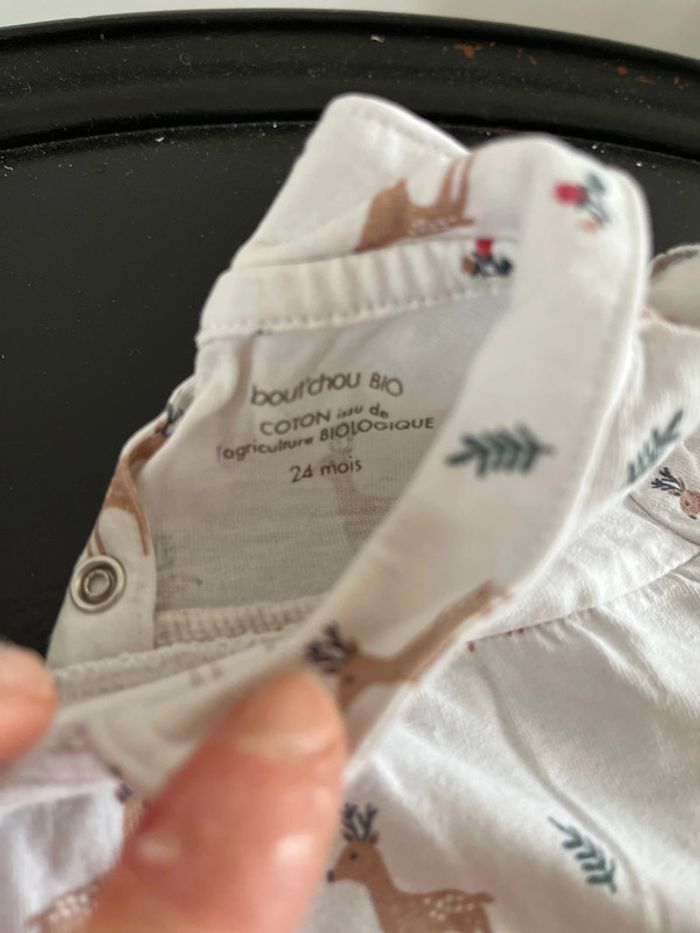 bout'chou BIO
COTON issu de
l'agriculture BIOLOGIQUE
24 mois